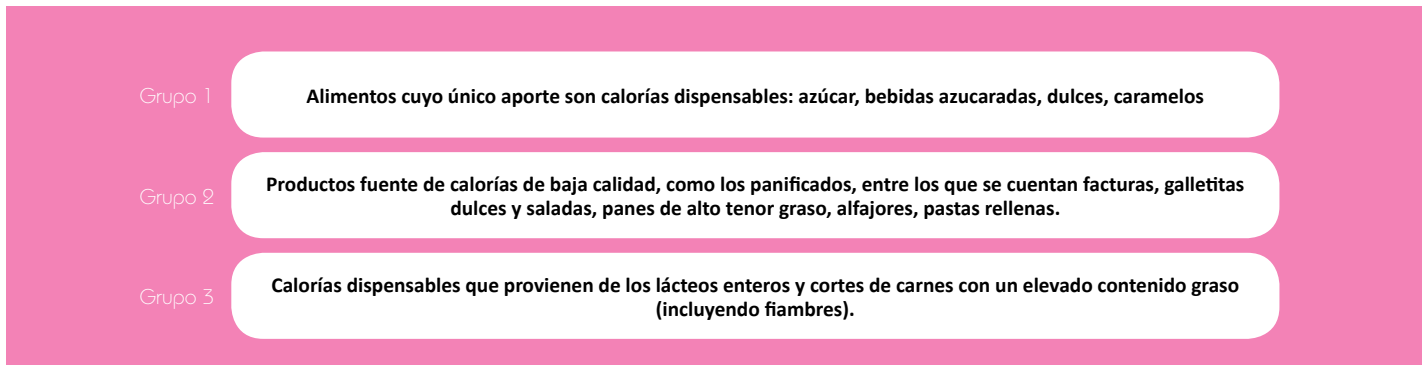 Grupo 1
Alimentos cuyo único aporte son calorías dispensables: azúcar, bebidas azucaradas, dulces, caramelos
Grupo 2
Productos fuente de calorías de baja calidad, como los panificados, entre los que se cuentan facturas, galletitas
dulces y saladas, panes de alto tenor graso, alfajores, pastas rellenas.
Grupo 3
Calorías dispensables que provienen de los lácteos enteros y cortes de carnes con un elevado contenido graso
(incluyendo fiambres).